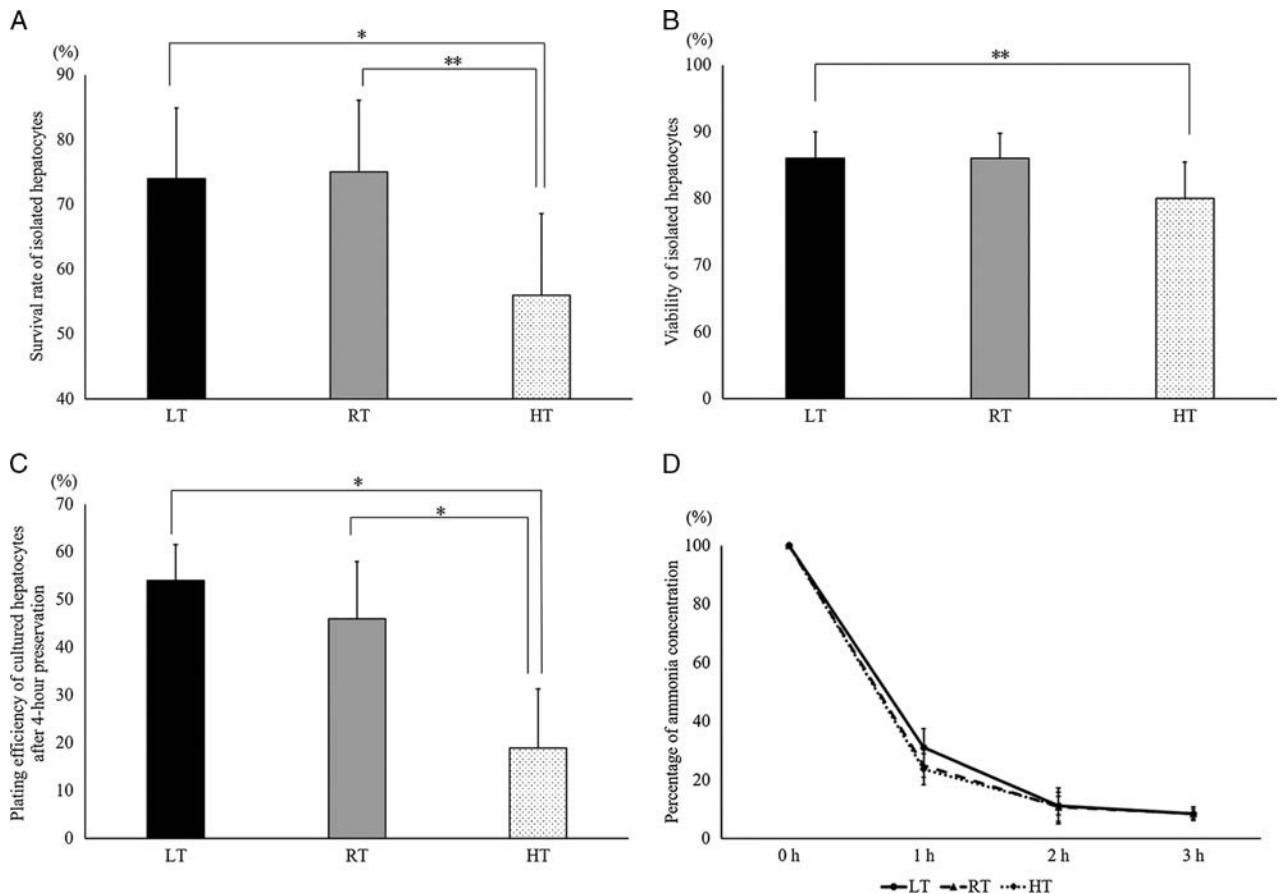 A
(%)
Survival rate of isolated hepatocytes
90
80
70
60
50
40
*
**
LT
RT
HT
B
(%)
Viability of isolated hepatocytes
100
90
80
70
60
0
**
LT
RT
HT
C
(%)
Plating efficiency of cultured hepatocytes
after 4-hour preservation
70
60
50
40
30
20
10
0
*
*
LT
RT
HT
D
(%)
Percentage of ammonia concentration
100
80
60
40
20
0
0 h
1 h
2 h
3 h
LT RT HT